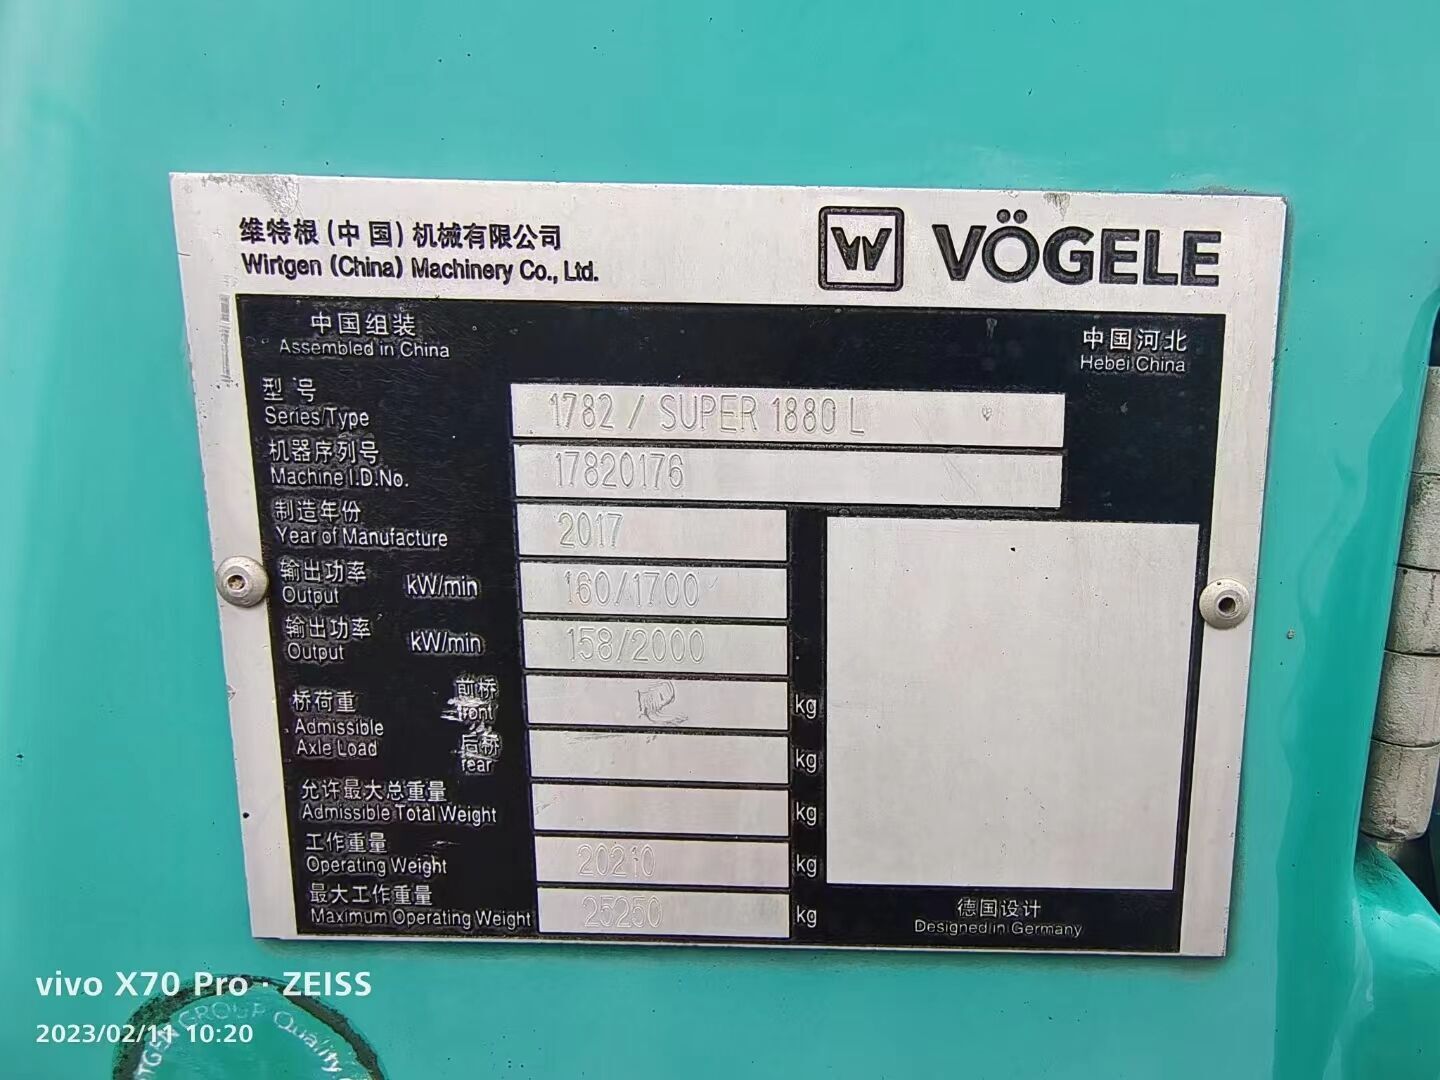 维特根(中国)机械有限公司
Wirtgen (China) Machinery Co., Ltd.
W VÖGELE
中国组装
Assembled in China
中国河北
Hebei China
型号
Series/Type
1782 / SUPER 1880 L
机器序列号
Machine I.D.No.
17820176
制造年份
Year of Manufacture
2017
输出功率
Output kW/min
160/1700
输出功率
Output kW/min
158/2000
桥荷重
Admissible
Axle Load
前桥
front
kg
后桥
rear
kg
允许最大总重量
Admissible Total Weight
kg
工作重量
Operating Weight
20210 kg
最大工作重量
Maximum Operating Weight
25250 kg
德国设计
Designed in Germany
vivo X70 Pro · ZEISS
2023/02/11 10:20
GROUP Quality